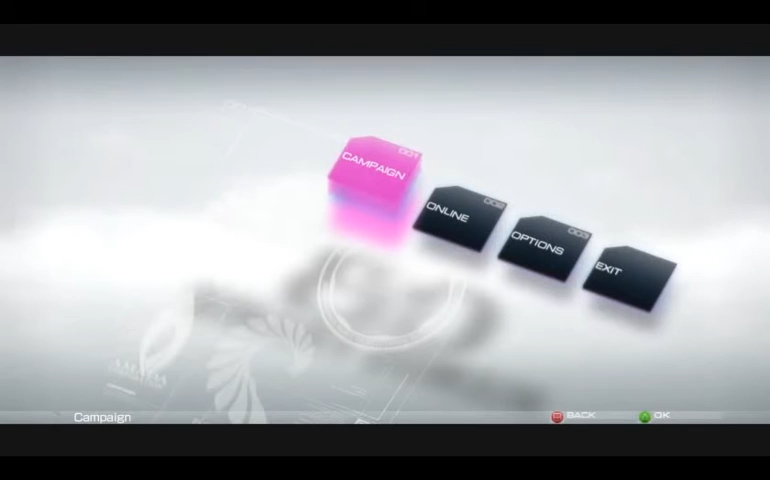 001
CAMPAIGN
002
ONLINE
003
OPTIONS
EXIT
Campaign
BACK
OK